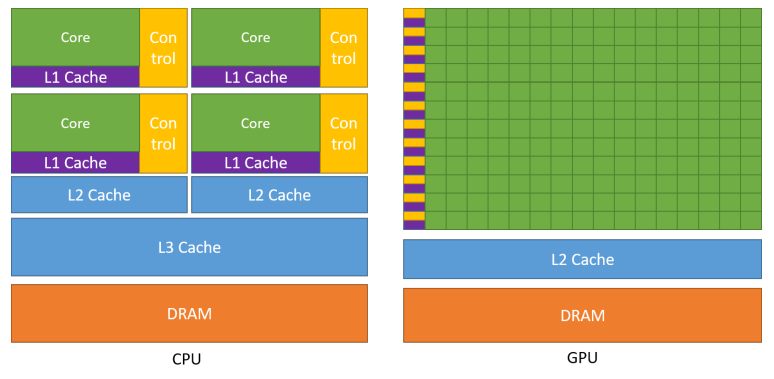 Core
Con
trol
L1 Cache
Core
Con
trol
L1 Cache
Core
Con
trol
L1 Cache
Core
Con
trol
L1 Cache
L2 Cache
L2 Cache
L3 Cache
DRAM
CPU
L2 Cache
DRAM
GPU